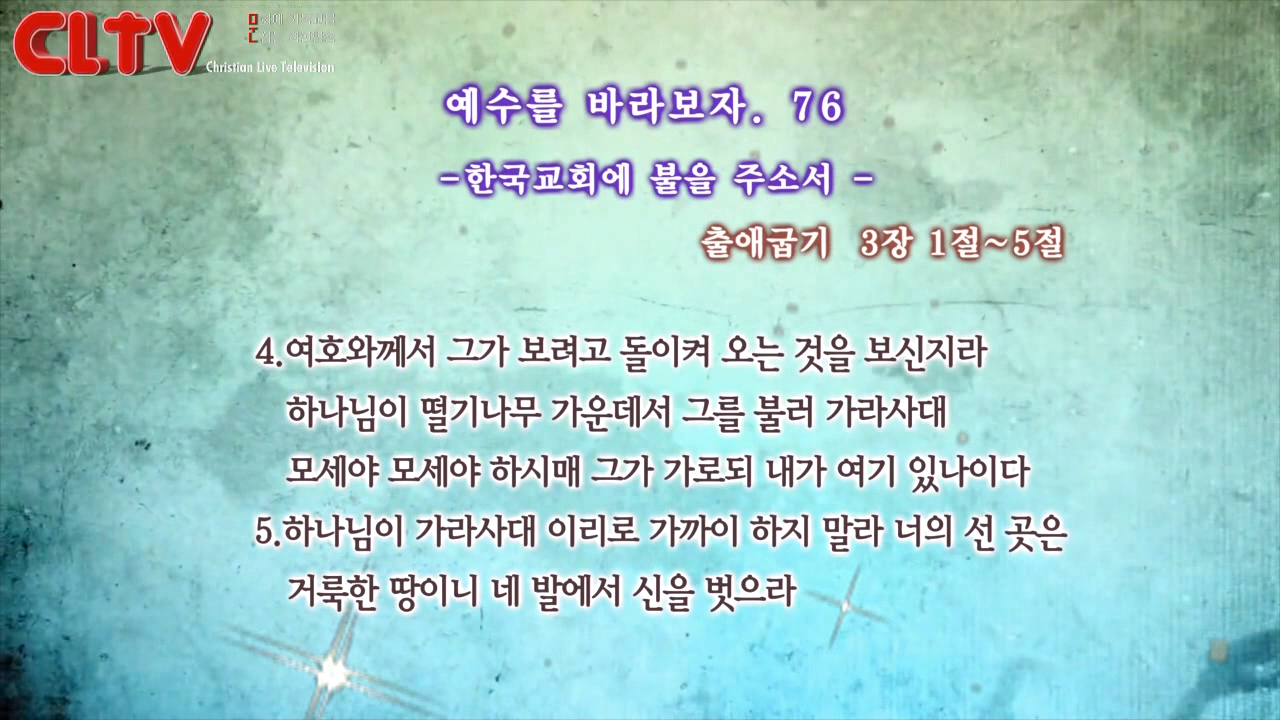 CLTV
Christian Live Television
예수를 바라보자. 76
-한국교회에 불을 주소서 -
출애굽기 3장 1절~5절
4.여호와께서 그가 보려고 돌이켜 오는 것을 보신지라
하나님이 떨기나무 가운데서 그를 불러 가라사대
모세야 모세야 하시매 그가 가로되 내가 여기 있나이다
5.하나님이 가라사대 이리로 가까이 하지 말라 너의 선 곳은
거룩한 땅이니 네 발에서 신을 벗으라